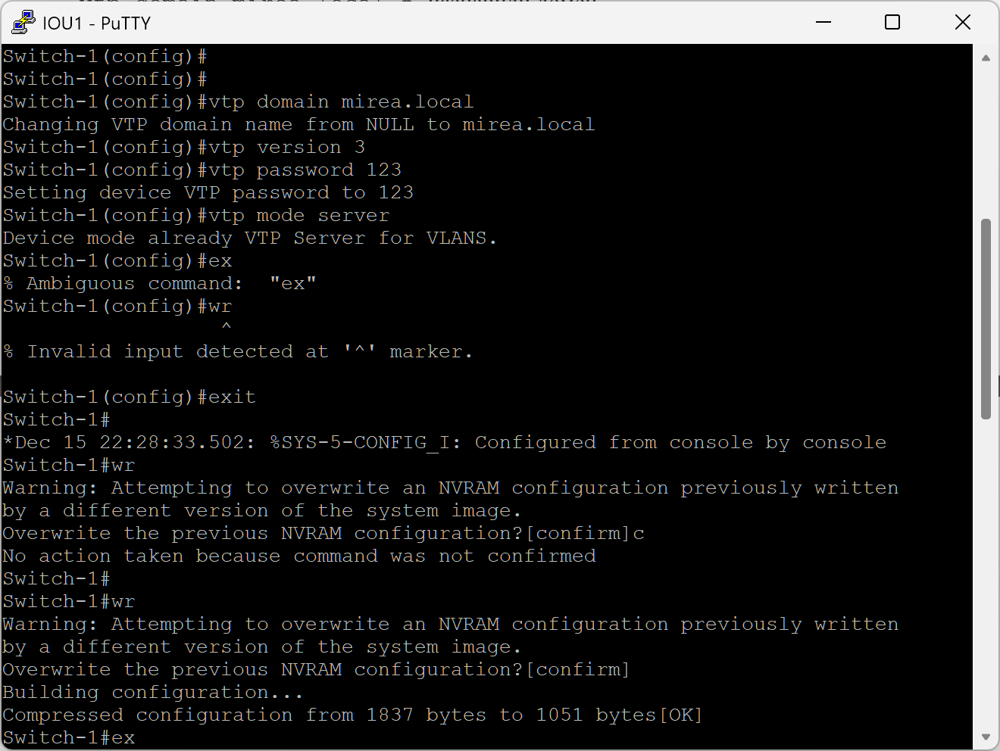 IOU1 - PuTTY
Switch-1(config)#
Switch-1(config)#
Switch-1(config)#vtp domain mirea.local
Changing VTP domain name from NULL to mirea.local
Switch-1(config)#vtp version 3
Switch-1(config)#vtp password 123
Setting device VTP password to 123
Switch-1(config)#vtp mode server
Device mode already VTP Server for VLANS.
Switch-1(config)#ex
% Ambiguous command:  "ex"
Switch-1(config)#wr
                  ^
% Invalid input detected at '^' marker.
Switch-1(config)#exit
Switch-1#
*Dec 15 22:28:33.502: %SYS-5-CONFIG_I: Configured from console by console
Switch-1#wr
Warning: Attempting to overwrite an NVRAM configuration previously written
by a different version of the system image.
Overwrite the previous NVRAM configuration?[confirm]c
No action taken because command was not confirmed
Switch-1#
Switch-1#wr
Warning: Attempting to overwrite an NVRAM configuration previously written
by a different version of the system image.
Overwrite the previous NVRAM configuration?[confirm]
Building configuration...
Compressed configuration from 1837 bytes to 1051 bytes[OK]
Switch-1#ex